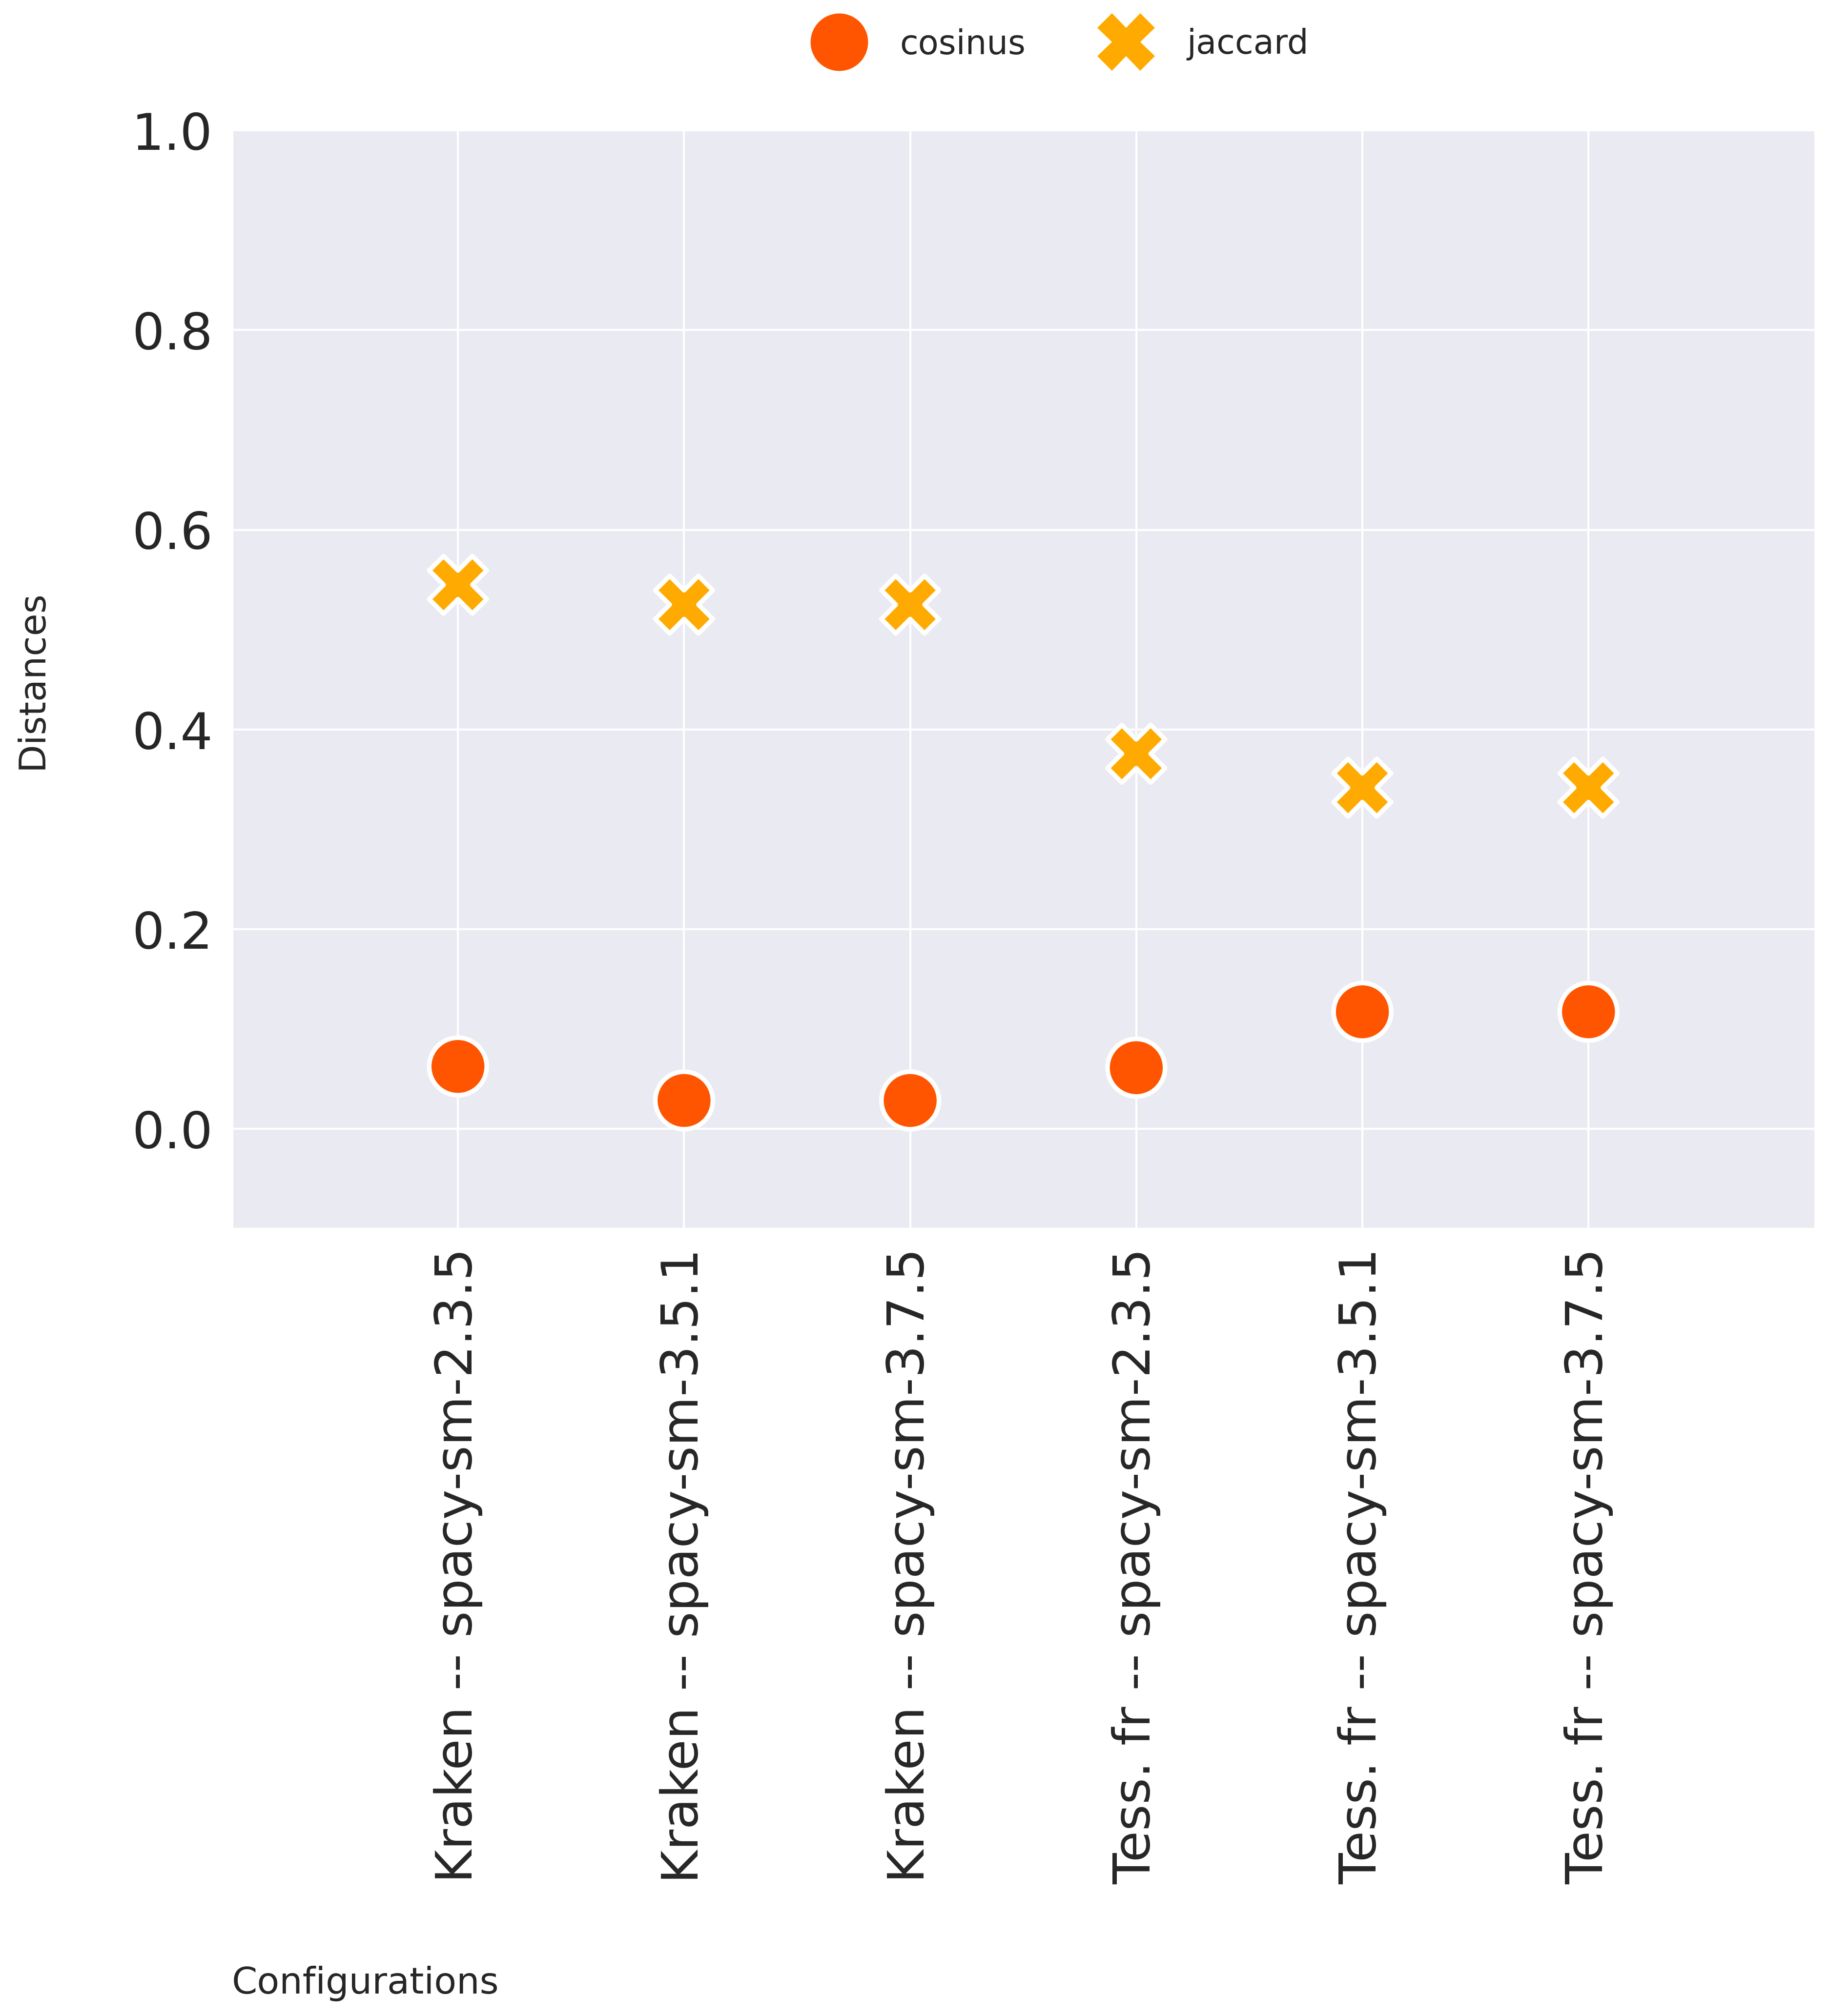 cosinus jaccard
1.0
0.8
0.6
0.4
0.2
0.0
Distances
Kraken -- spacy-sm-2.3.5
Kraken -- spacy-sm-3.5.1
Kraken -- spacy-sm-3.7.5
Tess. fr -- spacy-sm-2.3.5
Tess. fr -- spacy-sm-3.5.1
Tess. fr -- spacy-sm-3.7.5
Configurations